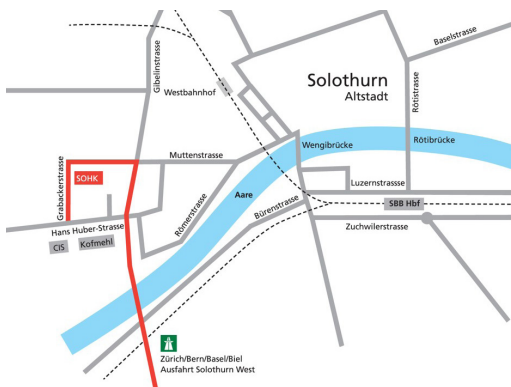 Baselstrasse
Gibelinstrasse
Westbahnhof
Solothurn
Altstadt
Rötistrasse
Wengibrücke
Rötibrücke
Muttenstrasse
Grabackerstrasse
SOHK
Aare
Luzernstrassse
Römerstrasse
Bürenstrasse
SBB Hbf
Hans Huber-Strasse
Zuchwilerstrasse
CIS
Kofmehl
Zürich/Bern/Basel/Biel
Ausfahrt Solothurn West